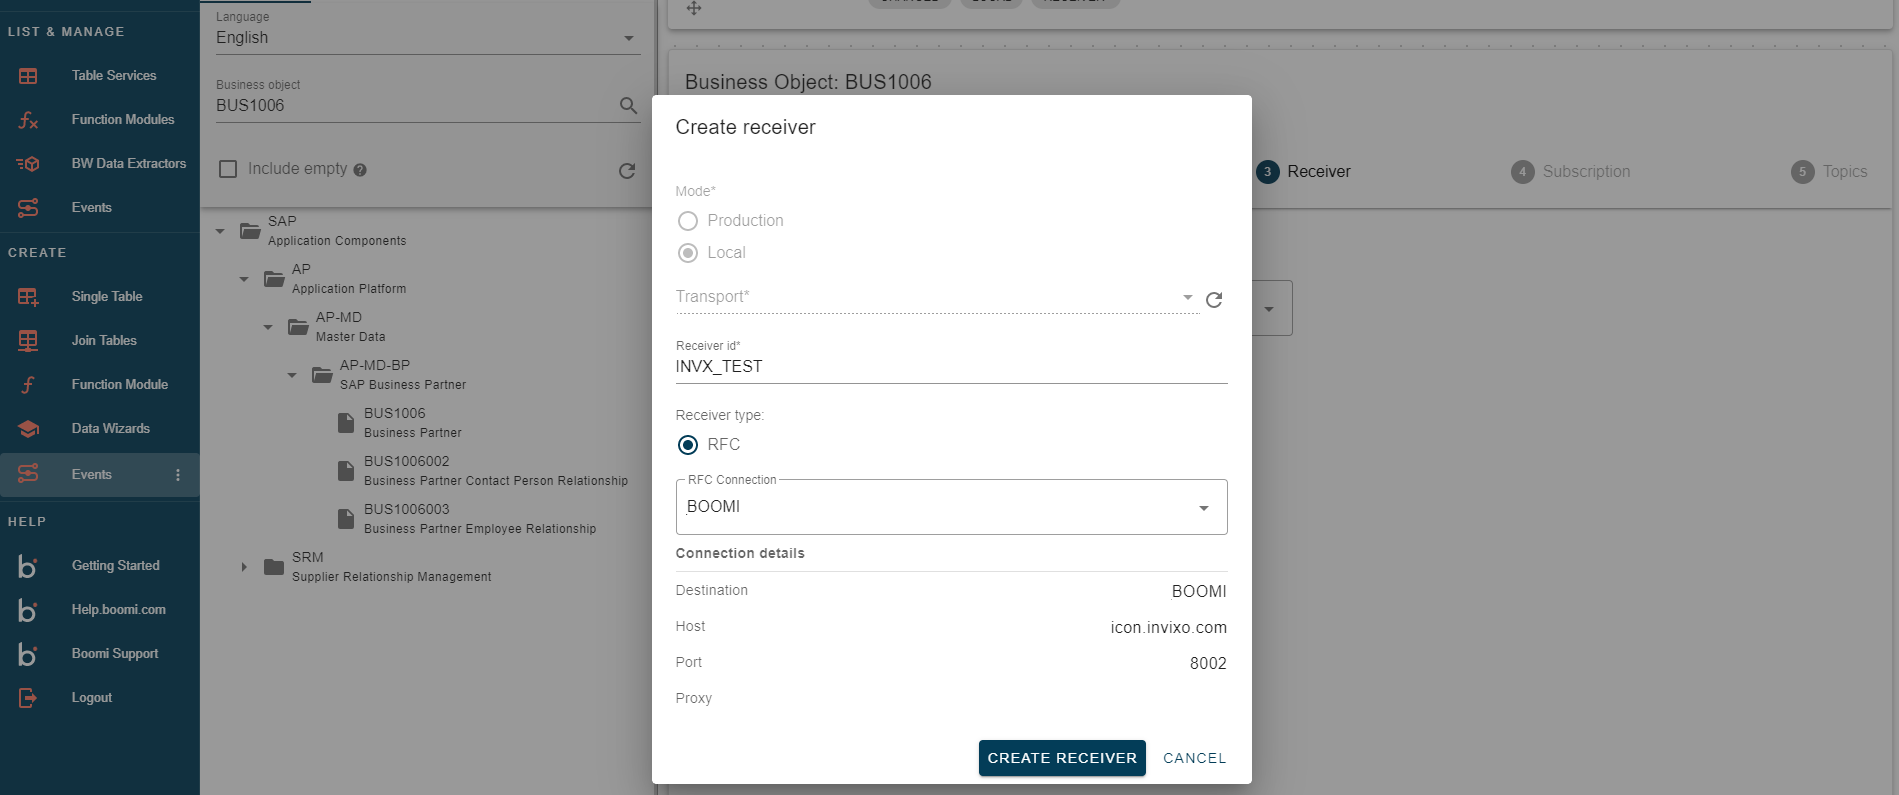 LIST & MANAGE
Table Services
Function Modules
BW Data Extractors
Events
CREATE
Single Table
Join Tables
Function Module
Data Wizards
Events
HELP
Getting Started
Help.boomi.com
Boomi Support
Logout
Language
English
Business object
BUS1006
Include empty
SAP
Application Components
AP
Application Platform
AP-MD
Master Data
AP-MD-BP
SAP Business Partner
BUS1006
Business Partner
BUS1006002
Business Partner Contact Person Relationship
BUS1006003
Business Partner Employee Relationship
SRM
Supplier Relationship Management
Business Object: BUS1006
3 Receiver
4 Subscription
5 Topics
Create receiver
Mode*
Production
Local
Transport*
Receiver id*
INVX_TEST
Receiver type:
RFC
RFC Connection
BOOMI
Connection details
Destination BOOMI
Host icon.invixo.com
Port 8002
Proxy
CREATE RECEIVER CANCEL